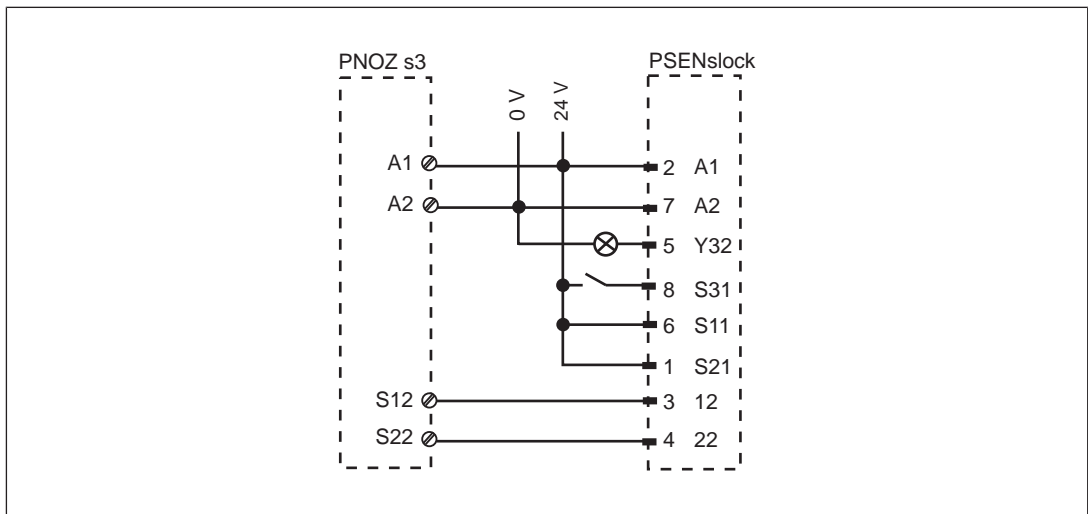 PNOZ s3
PSENslock
0 V
24 V
A1
2 A1
A2
7 A2
5 Y32
8 S31
6 S11
1 S21
S12
3 12
S22
4 22